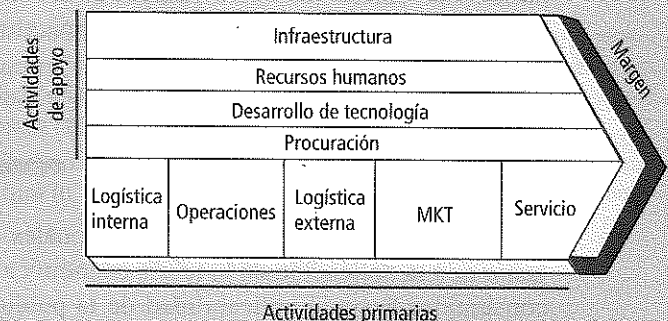 Actividades
de apoyo
Infraestructura
Recursos humanos
Desarrollo de tecnología
Procuración
Margen
Logística
interna
Operaciones
Logística
externa
MKT
Servicio
Actividades primarias